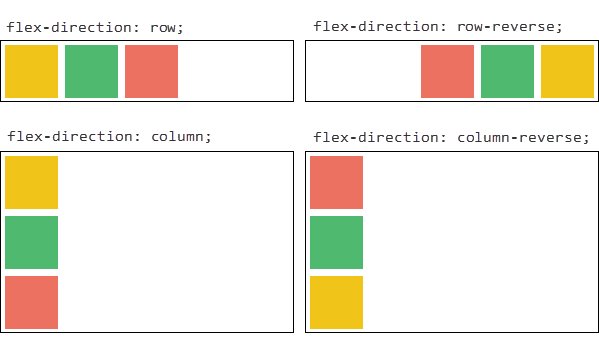 flex-direction: row;
flex-direction: row-reverse;
flex-direction: column;
flex-direction: column-reverse;